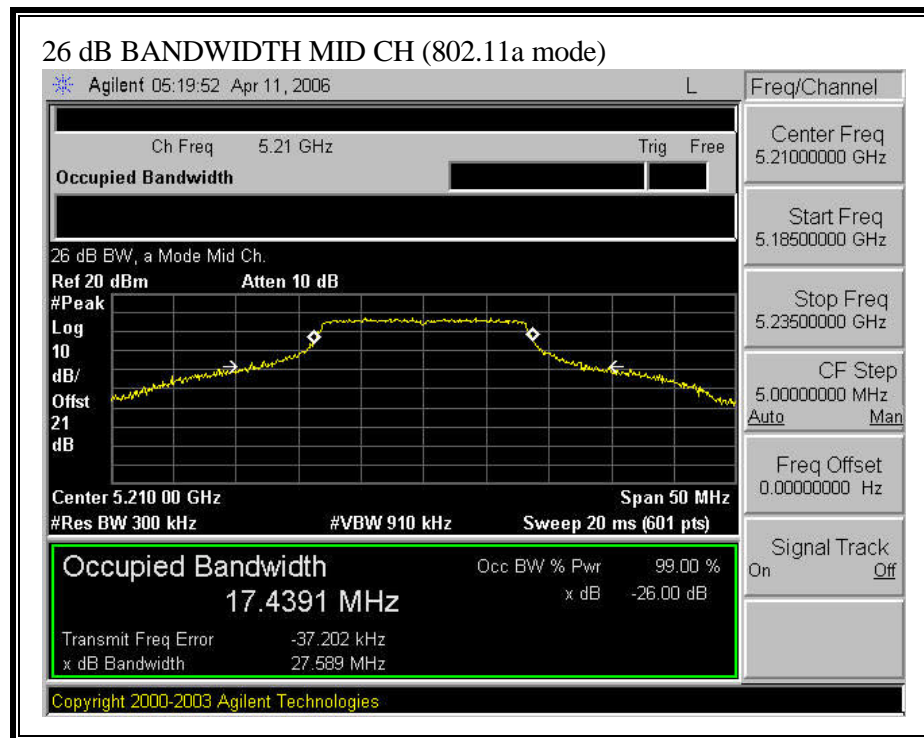 26 dB BANDWIDTH MID CH (802.11a mode)
Agilent 05:19:52 Apr 11, 2006 L
Freq/Channel
Ch Freq 5.21 GHz Trig Free
Occupied Bandwidth
Center Freq
5.21000000 GHz
Start Freq
5.18500000 GHz
26 dB BW, a Mode Mid Ch.
Ref 20 dBm Atten 10 dB
#Peak
Log
10
dB/
Offst
21
dB
Stop Freq
5.23500000 GHz
CF Step
5.00000000 MHz
Auto Man
Freq Offset
0.00000000 Hz
Center 5.210 00 GHz Span 50 MHz
#Res BW 300 kHz #VBW 910 kHz Sweep 20 ms (601 pts)
Signal Track
On Off
Occupied Bandwidth
17.4391 MHz
Occ BW % Pwr 99.00 %
x dB -26.00 dB
Transmit Freq Error -37.202 kHz
x dB Bandwidth 27.589 MHz
Copyright 2000-2003 Agilent Technologies